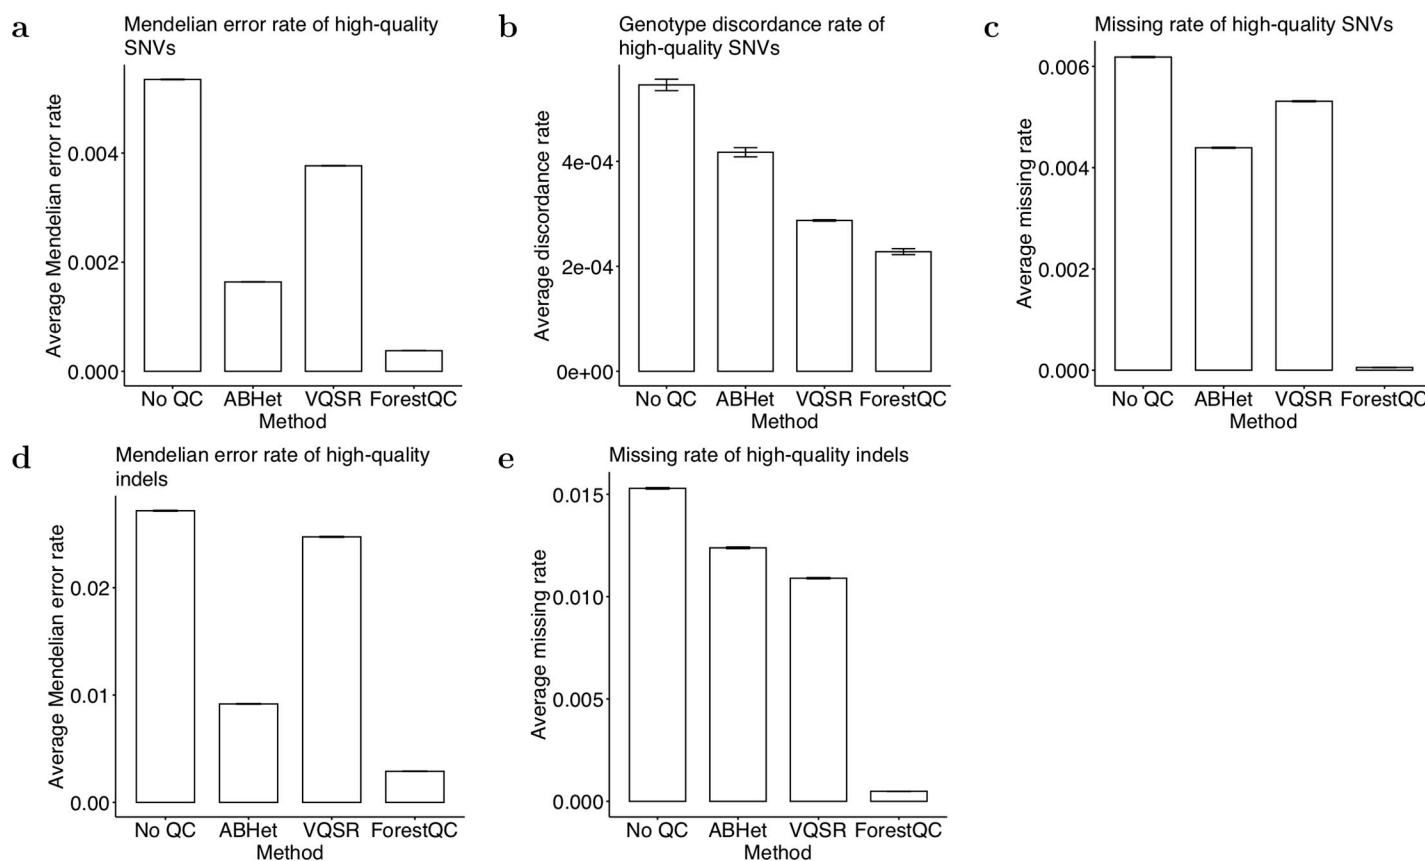 a
Mendelian error rate of high-quality
SNVs
Average Mendelian error rate
0.004
0.002
0.000
No QC ABHet VQSR ForestQC
Method
b
Genotype discordance rate of
high-quality SNVs
Average discordance rate
4e-04
2e-04
0e+00
No QC ABHet VQSR ForestQC
Method
c
Missing rate of high-quality SNVs
Average missing rate
0.006
0.004
0.002
0.000
No QC ABHet VQSR ForestQC
Method
d
Mendelian error rate of high-quality
indels
Average Mendelian error rate
0.02
0.01
0.00
No QC ABHet VQSR ForestQC
Method
e
Missing rate of high-quality indels
Average missing rate
0.015
0.010
0.005
0.000
No QC ABHet VQSR ForestQC
Method